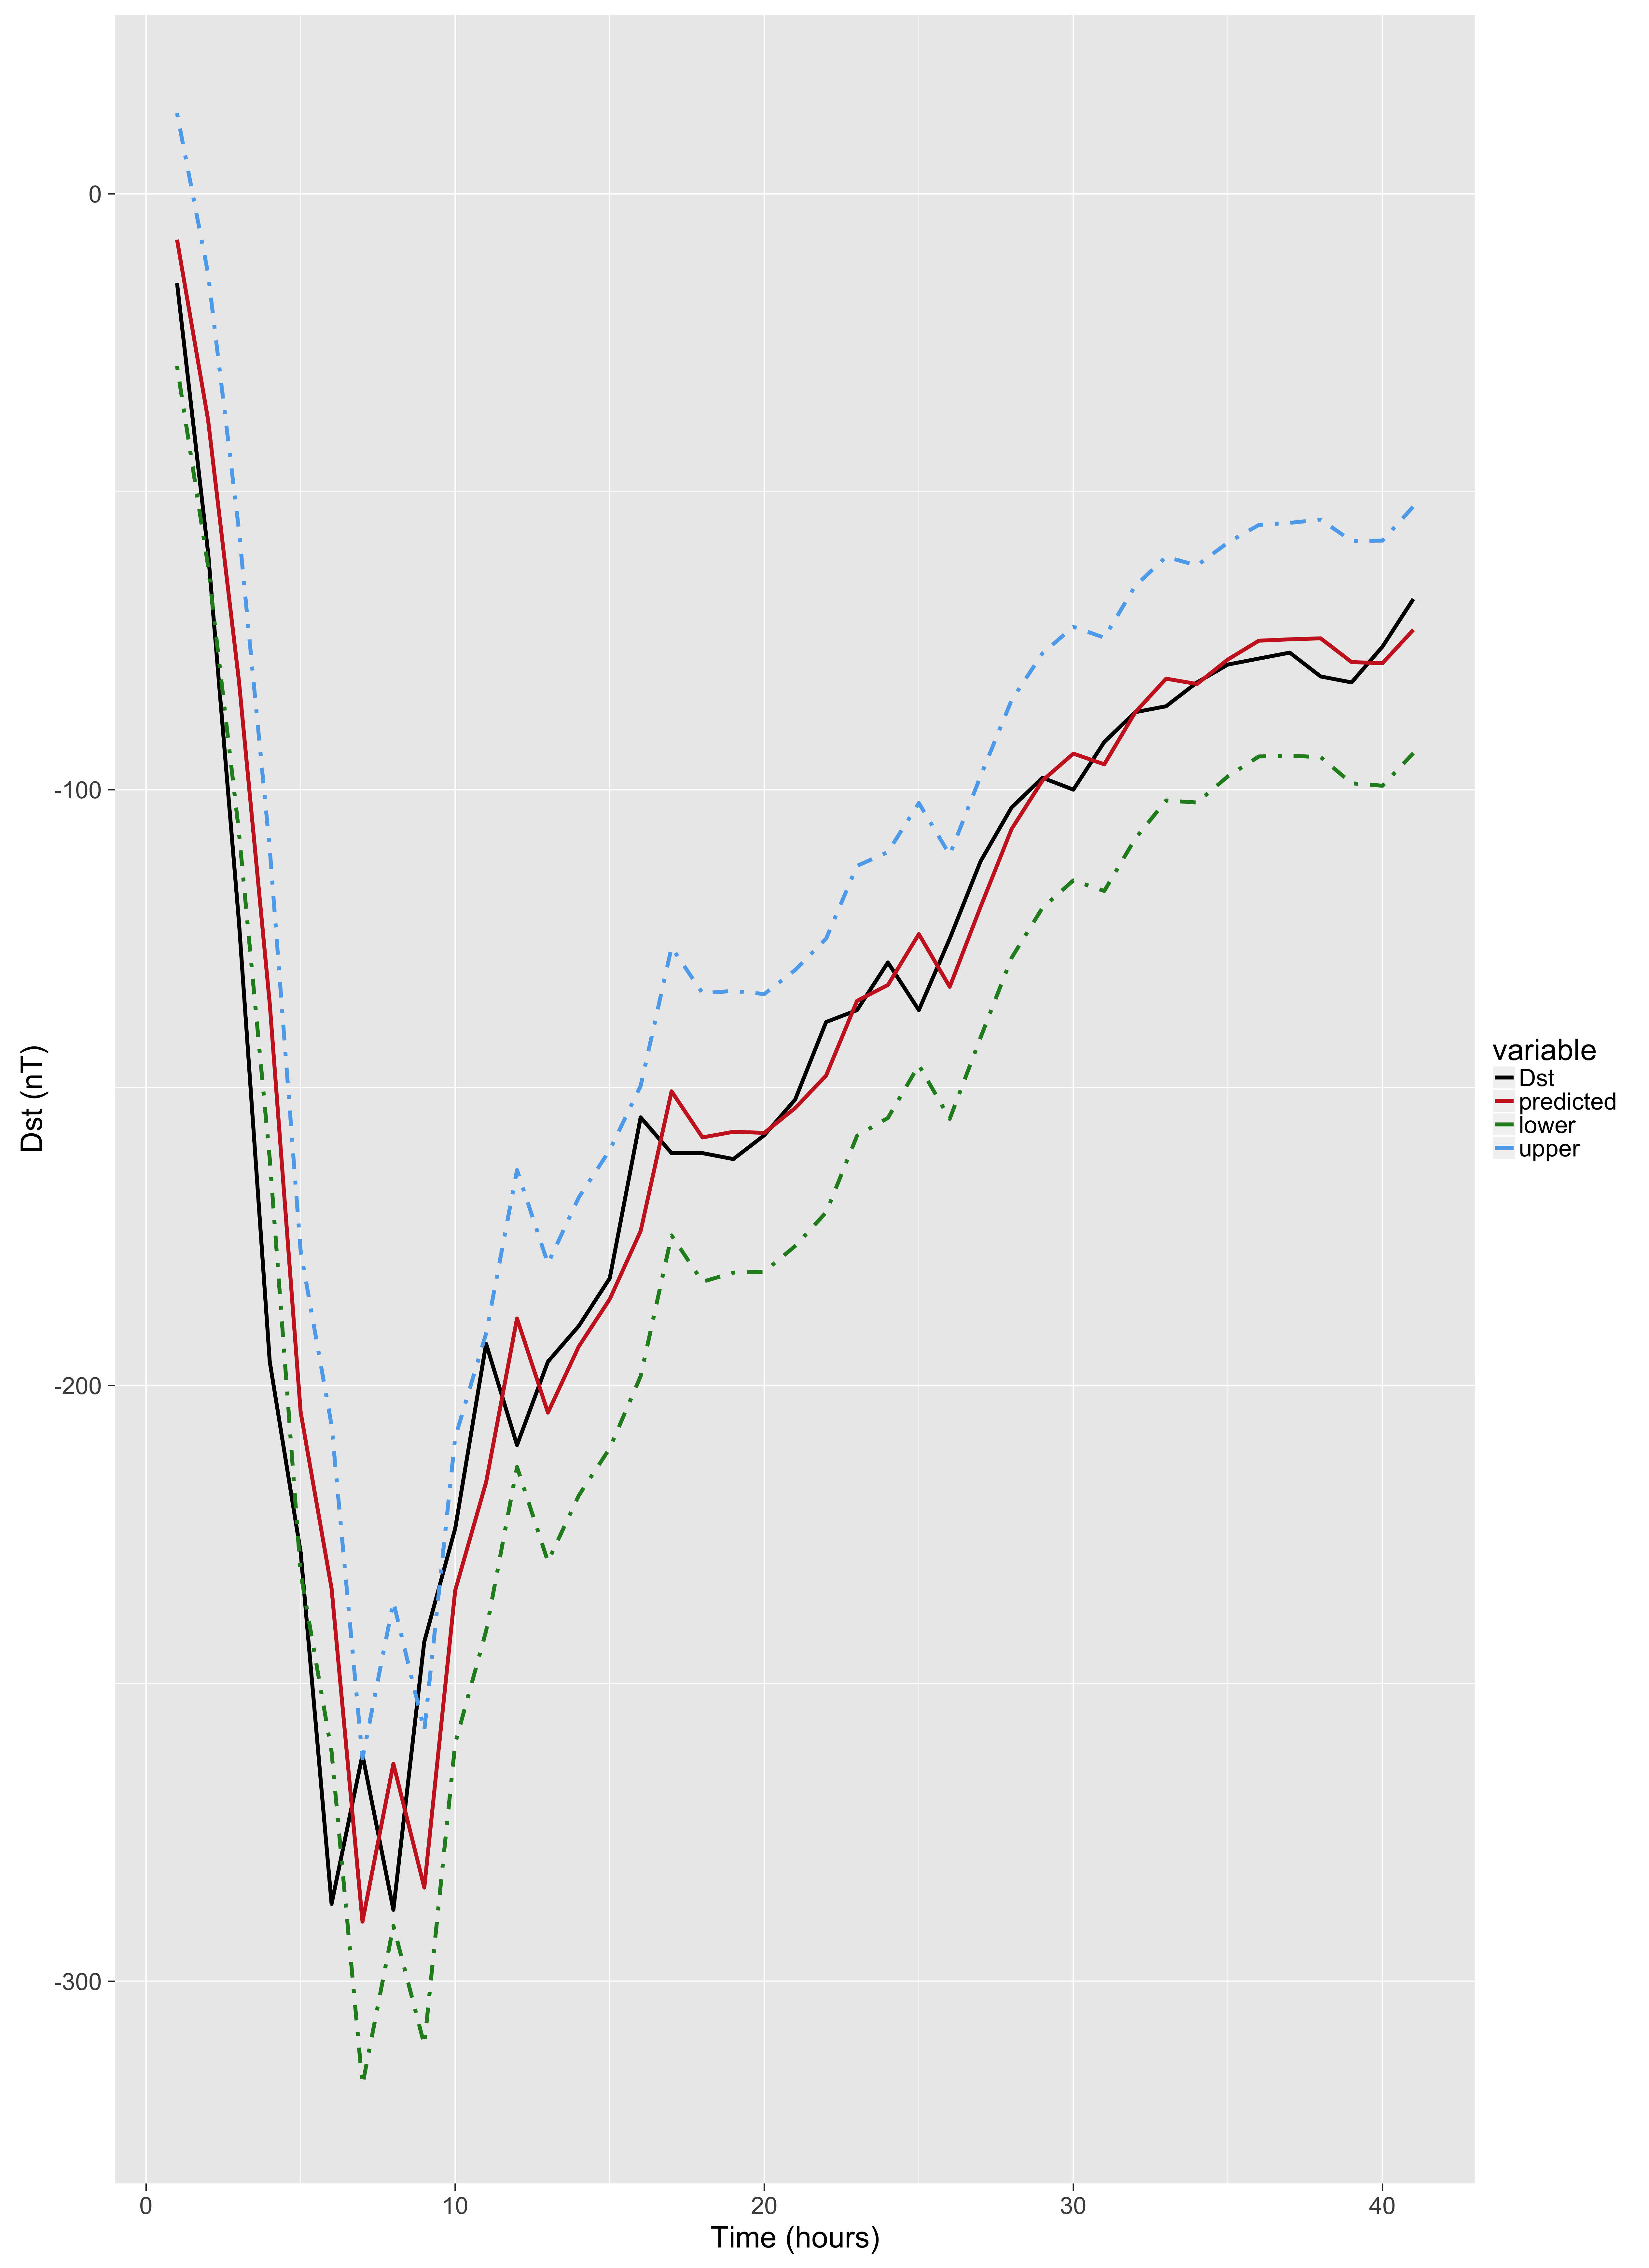 0
-100
-200
-300
Dst (nT)
0
10
20
30
40
Time (hours)
variable
Dst
predicted
lower
upper